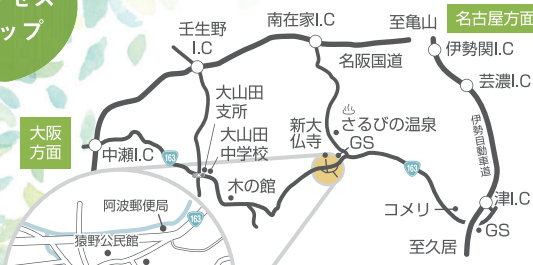 セス
ップ
名古屋方面
至亀山
南在家I.C
壬生野
I.C
伊勢関I.C
名阪国道
芸濃I.C
大山田
支所
大阪
方面
さるびの温泉
新大
仏寺
GS
伊勢自動車道
大山田
中学校
中瀬I.C
163
163
木の館
津I.C
コメリー
GS
至久居
阿波郵便局
163
猿野公民館